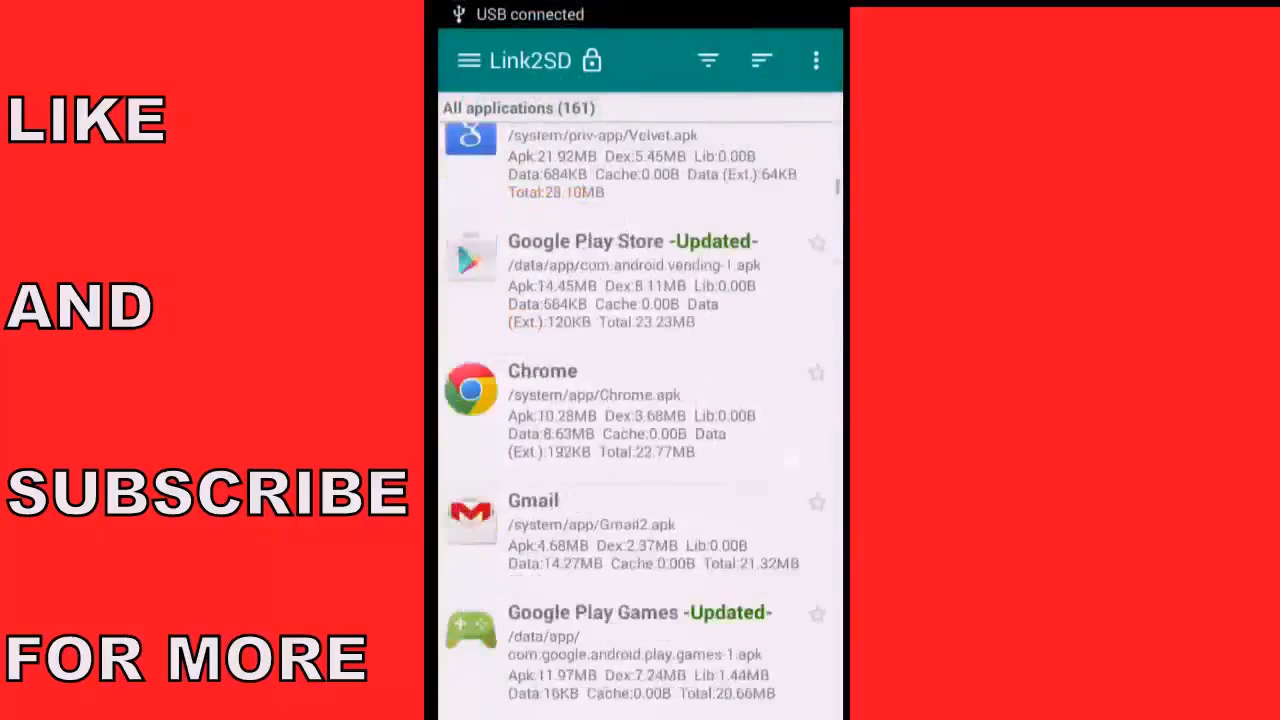 LIKE
AND
SUBSCRIBE
FOR MORE
USB connected
Link2SD
All applications (161)
/system/priv-app/Velvet.apk
Apk:21.92MB Dex:5.45MB Lib:0.00B
Data:684KB Cache:0.00B Data (Ext.):64KB
Total:28.10MB
Google Play Store -Updated-
/data/app/com.android.vending-1.apk
Apk:14.45MB Dex:8.11MB Lib:0.00B
Data:564KB Cache:0.00B Data
(Ext.):120KB Total:23.23MB
Chrome
/system/app/Chrome.apk
Apk:10.28MB Dex:3.68MB Lib:0.00B
Data:8.63MB Cache:0.00B Data
(Ext.):192KB Total:22.77MB
Gmail
/system/app/Gmail2.apk
Apk:4.68MB Dex:2.37MB Lib:0.00B
Data:14.27MB Cache:0.00B Total:21.32MB
Google Play Games -Updated-
/data/app/
com.google.android.play.games-1.apk
Apk:11.97MB Dex:7.24MB Lib:1.44MB
Data:16KB Cache:0.00B Total:20.66MB